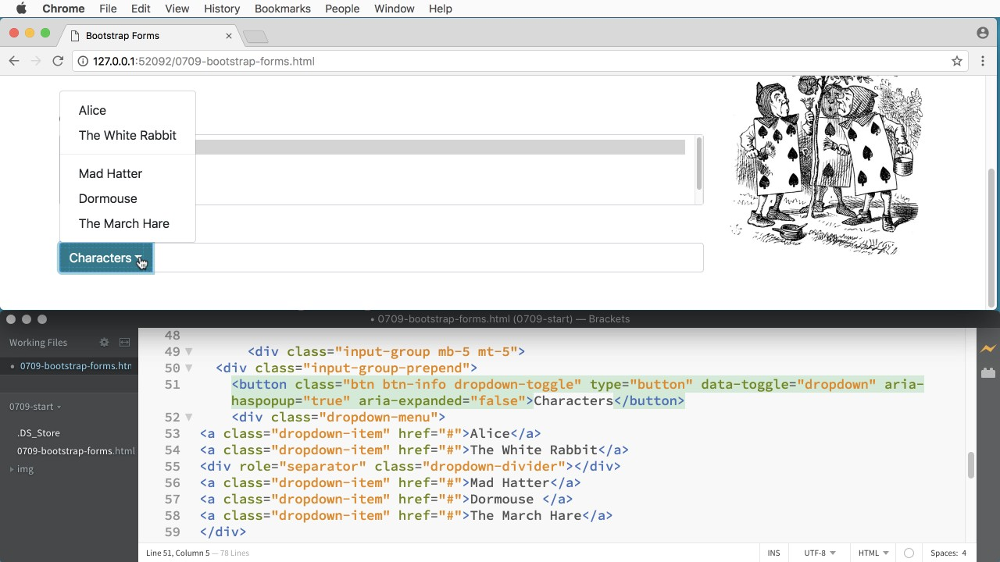 Chrome File Edit View History Bookmarks People Window Help
Bootstrap Forms
127.0.0.1:52092/0709-bootstrap-forms.html
Alice
The White Rabbit
Mad Hatter
Dormouse
The March Hare
Characters
• 0709-bootstrap-forms.html (0709-start) — Brackets
Working Files
• 0709-bootstrap-forms.htm
0709-start
.DS_Store
0709-bootstrap-forms.html
img
48
49 <div class="input-group mb-5 mt-5">
50 <div class="input-group-prepend">
51 <button class="btn btn-info dropdown-toggle" type="button" data-toggle="dropdown" aria-
haspopup="true" aria-expanded="false">Characters</button>
52 <div class="dropdown-menu">
53 <a class="dropdown-item" href="#">Alice</a>
54 <a class="dropdown-item" href="#">The White Rabbit</a>
55 <div role="separator" class="dropdown-divider"></div>
56 <a class="dropdown-item" href="#">Mad Hatter</a>
57 <a class="dropdown-item" href="#">Dormouse </a>
58 <a class="dropdown-item" href="#">The March Hare</a>
59 </div>
Line 51, Column 5 — 78 Lines
INS UTF-8 HTML Spaces: 4